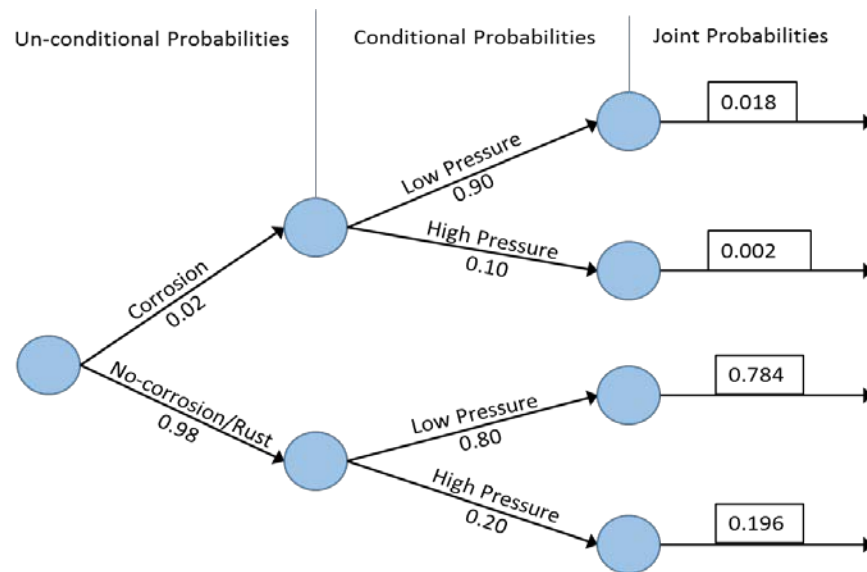 Un-conditional Probabilities
Conditional Probabilities
Joint Probabilities
0.018
Low Pressure
0.90
High Pressure
0.10
0.002
Corrosion
0.02
No-corrosion/Rust
0.98
Low Pressure
0.80
0.784
High Pressure
0.20
0.196